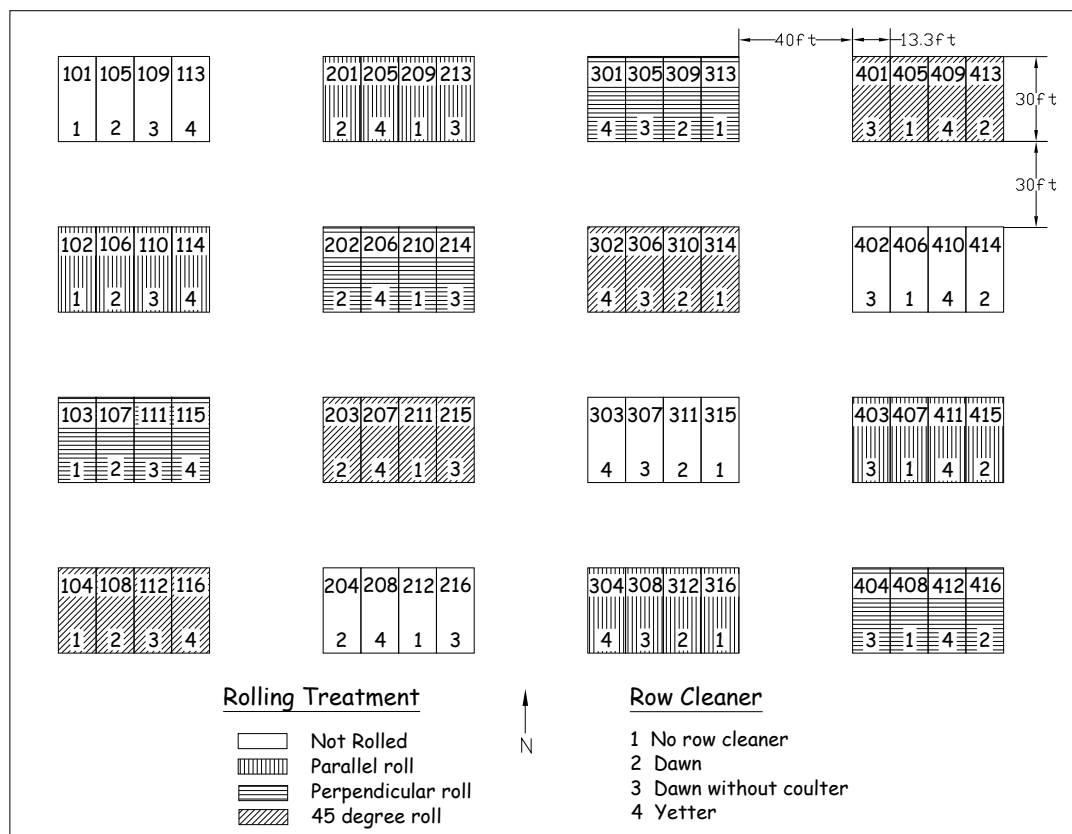 40ft 13.3ft
101 105 109 113 201 205 209 213 301 305 309 313 401 405 409 413
30ft
1 2 3 4 2 4 1 3 4 3 2 1 3 1 4 2
30ft
102 106 110 114 202 206 210 214 302 306 310 314 402 406 410 414
1 2 3 4 2 4 1 3 4 3 2 1 3 1 4 2
103 107 111 115 203 207 211 215 303 307 311 315 403 407 411 415
1 2 3 4 2 4 1 3 4 3 2 1 3 1 4 2
104 108 112 116 204 208 212 216 304 308 312 316 404 408 412 416
1 2 3 4 2 4 1 3 4 3 2 1 3 1 4 2
Rolling Treatment
Not Rolled
Parallel roll
Perpendicular roll
45 degree roll
N
Row Cleaner
1 No row cleaner
2 Dawn
3 Dawn without coulter
4 Yetter